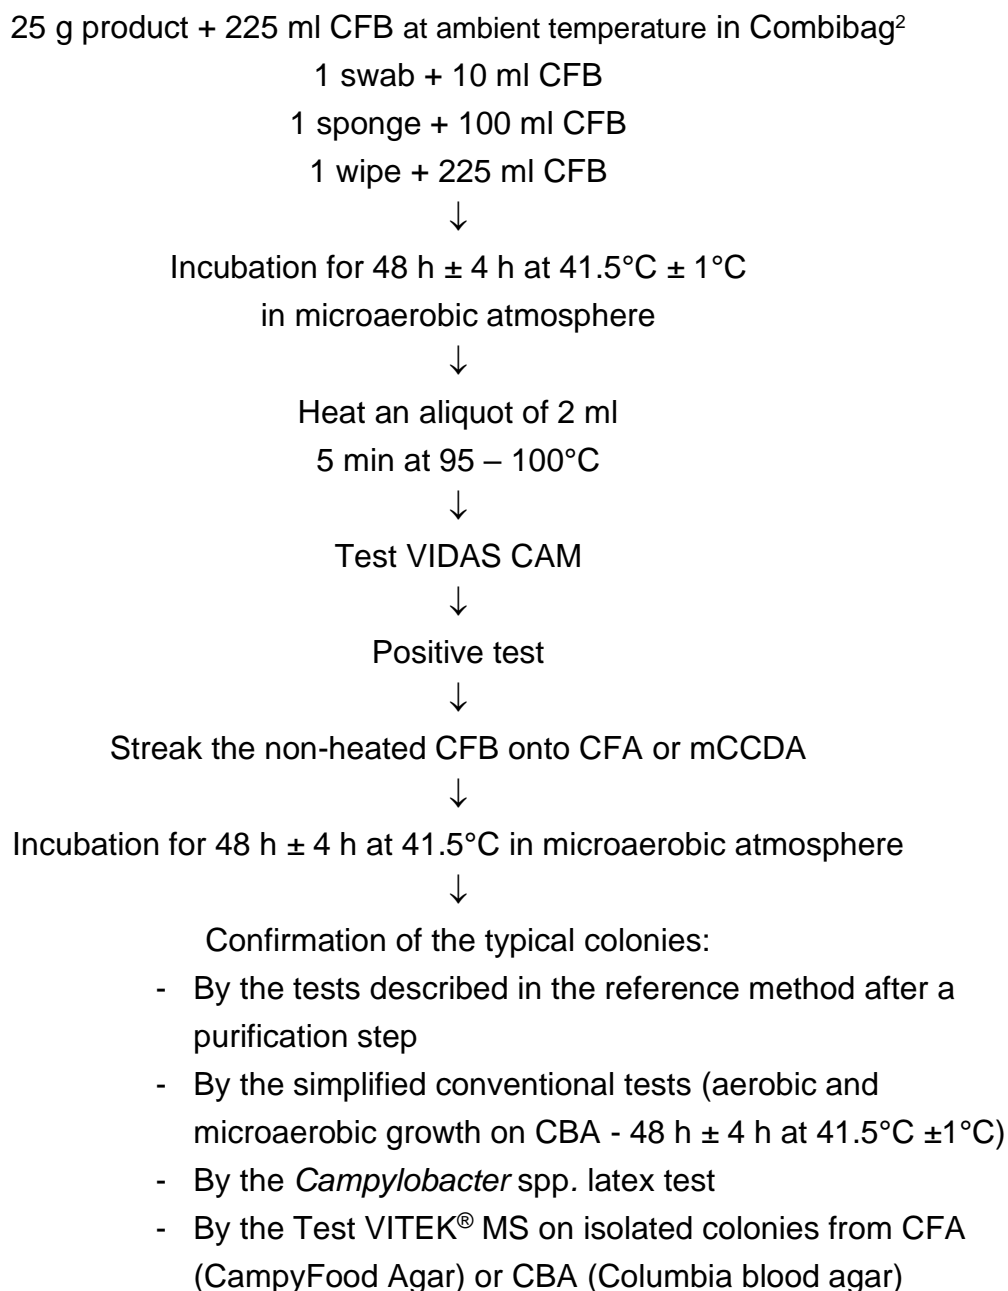 25 g product + 225 ml CFB at ambient temperature in Combibag²
1 swab + 10 ml CFB
1 sponge + 100 ml CFB
1 wipe + 225 ml CFB
↓
Incubation for 48 h ± 4 h at 41.5°C ± 1°C
in microaerobic atmosphere
↓
Heat an aliquot of 2 ml
5 min at 95 – 100°C
↓
Test VIDAS CAM
↓
Positive test
↓
Streak the non-heated CFB onto CFA or mCCDA
↓
Incubation for 48 h ± 4 h at 41.5°C in microaerobic atmosphere
↓
Confirmation of the typical colonies:
- By the tests described in the reference method after a
purification step
- By the simplified conventional tests (aerobic and
microaerobic growth on CBA - 48 h ± 4 h at 41.5°C ±1°C)
- By the Campylobacter spp. latex test
- By the Test VITEK® MS on isolated colonies from CFA
(CampyFood Agar) or CBA (Columbia blood agar)